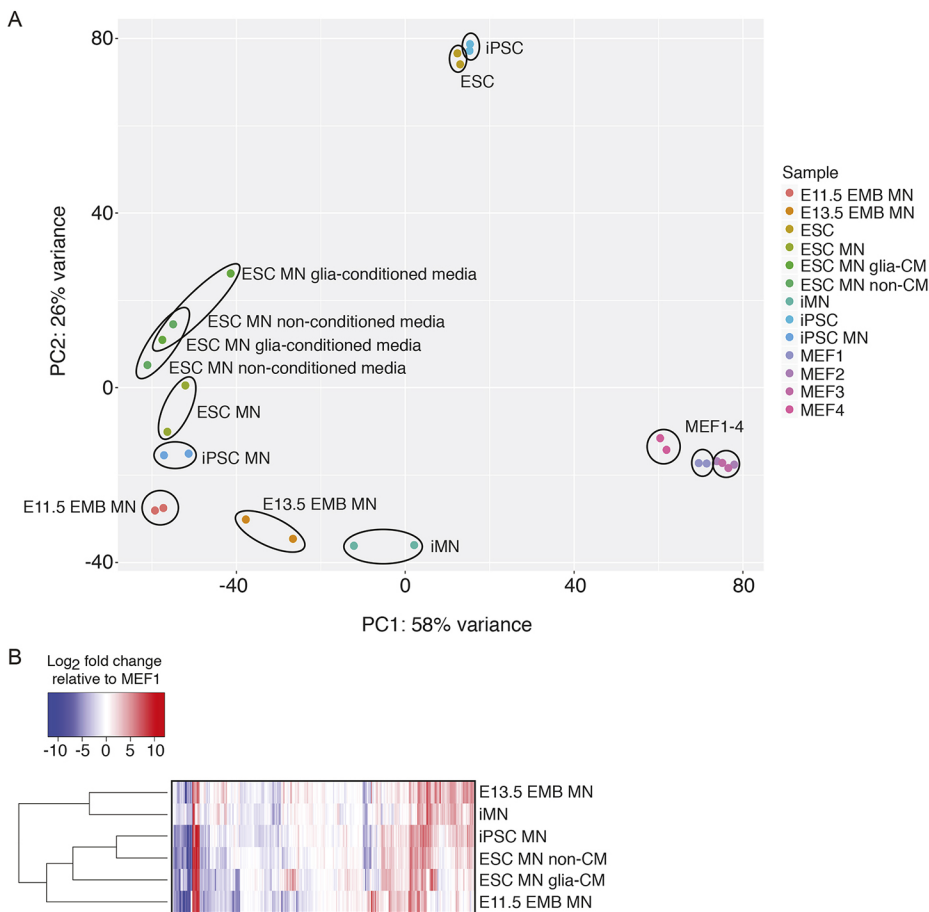 A
80
40
0
-40
PC2: 26% variance
iPSC
ESC
ESC MN glia-conditioned media
ESC MN non-conditioned media
ESC MN glia-conditioned media
ESC MN non-conditioned media
ESC MN
iPSC MN
E11.5 EMB MN
E13.5 EMB MN
iMN
MEF1-4
-40
0
40
80
PC1: 58% variance
Sample
E11.5 EMB MN
E13.5 EMB MN
ESC
ESC MN
ESC MN glia-CM
ESC MN non-CM
iMN
iPSC
iPSC MN
MEF1
MEF2
MEF3
MEF4
B
Log2 fold change
relative to MEF1
-10 -5 0 5 10
E13.5 EMB MN
iMN
iPSC MN
ESC MN non-CM
ESC MN glia-CM
E11.5 EMB MN